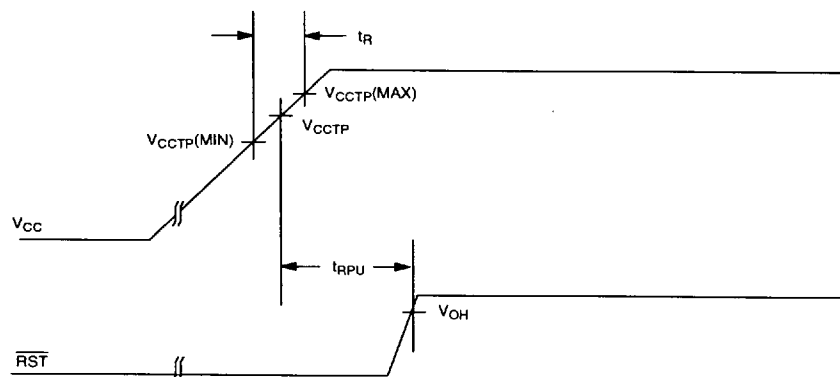 tR
VCCTP(MAX)
VCCTP
VCCTP(MIN)
VCC
tRPU
VOH
RST